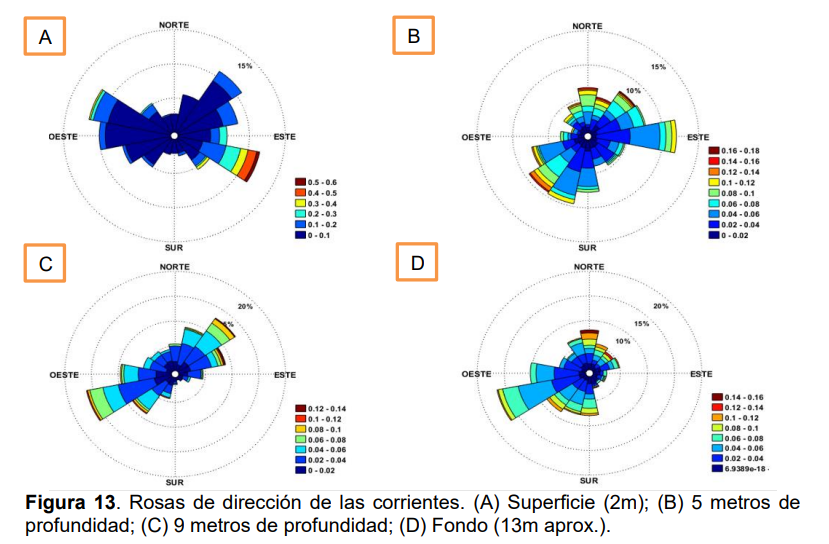 A
NORTE
15%
OESTE
ESTE
0.5 - 0.6
0.4 - 0.5
0.3 - 0.4
0.2 - 0.3
0.1 - 0.2
0 - 0.1
SUR
B
NORTE
15%
10%
OESTE
ESTE
0.16 - 0.18
0.14 - 0.16
0.12 - 0.14
0.1 - 0.12
0.08 - 0.1
0.06 - 0.08
0.04 - 0.06
0.02 - 0.04
0 - 0.02
SUR
C
NORTE
20%
5%
OESTE
ESTE
0.12 - 0.14
0.1 - 0.12
0.08 - 0.1
0.06 - 0.08
0.04 - 0.06
0.02 - 0.04
0 - 0.02
SUR
D
NORTE
20%
15%
10%
OESTE
ESTE
0.14 - 0.16
0.12 - 0.14
0.1 - 0.12
0.08 - 0.1
0.06 - 0.08
0.04 - 0.06
0.02 - 0.04
6.9389e-18 -
SUR
Figura 13. Rosas de dirección de las corrientes. (A) Superficie (2m); (B) 5 metros de
profundidad; (C) 9 metros de profundidad; (D) Fondo (13m aprox.).